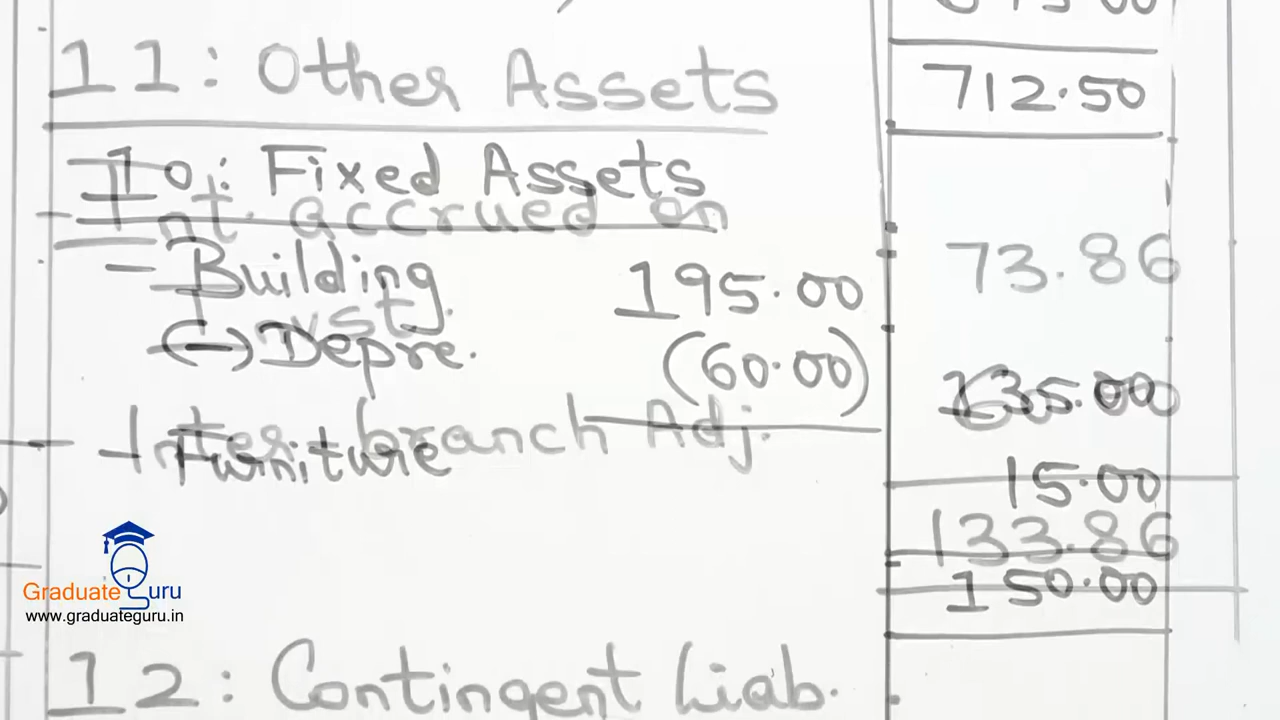 11: Other Assets
712.50
10: Fixed Assets
Int. accrued on
- Building 195.00
73.86
Invst.
(-) Depre. (60.00)
135.00
60.00
Inter branch Adj.
- Furniture
15.00
133.86
150.00
Graduate Guru
www.graduateguru.in
12: Contingent Liab.